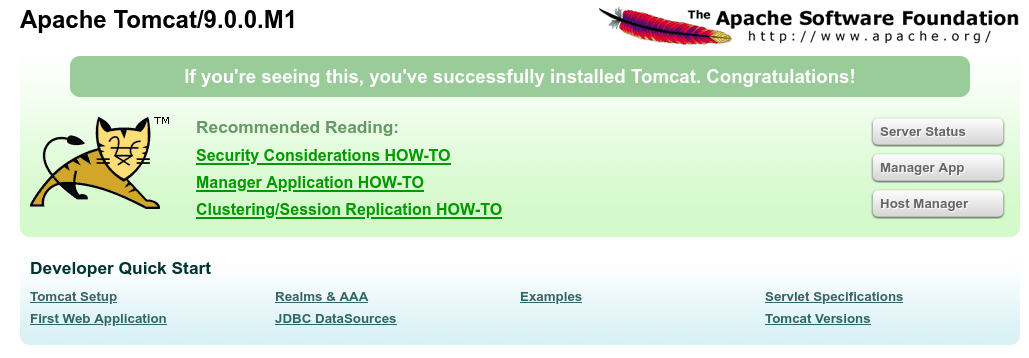 Apache Tomcat/9.0.0.M1
The Apache Software Foundation
http://www.apache.org/
If you're seeing this, you've successfully installed Tomcat. Congratulations!
TM
Recommended Reading:
Security Considerations HOW-TO
Manager Application HOW-TO
Clustering/Session Replication HOW-TO
Server Status
Manager App
Host Manager
Developer Quick Start
Tomcat Setup
First Web Application
Realms & AAA
JDBC DataSources
Examples
Servlet Specifications
Tomcat Versions